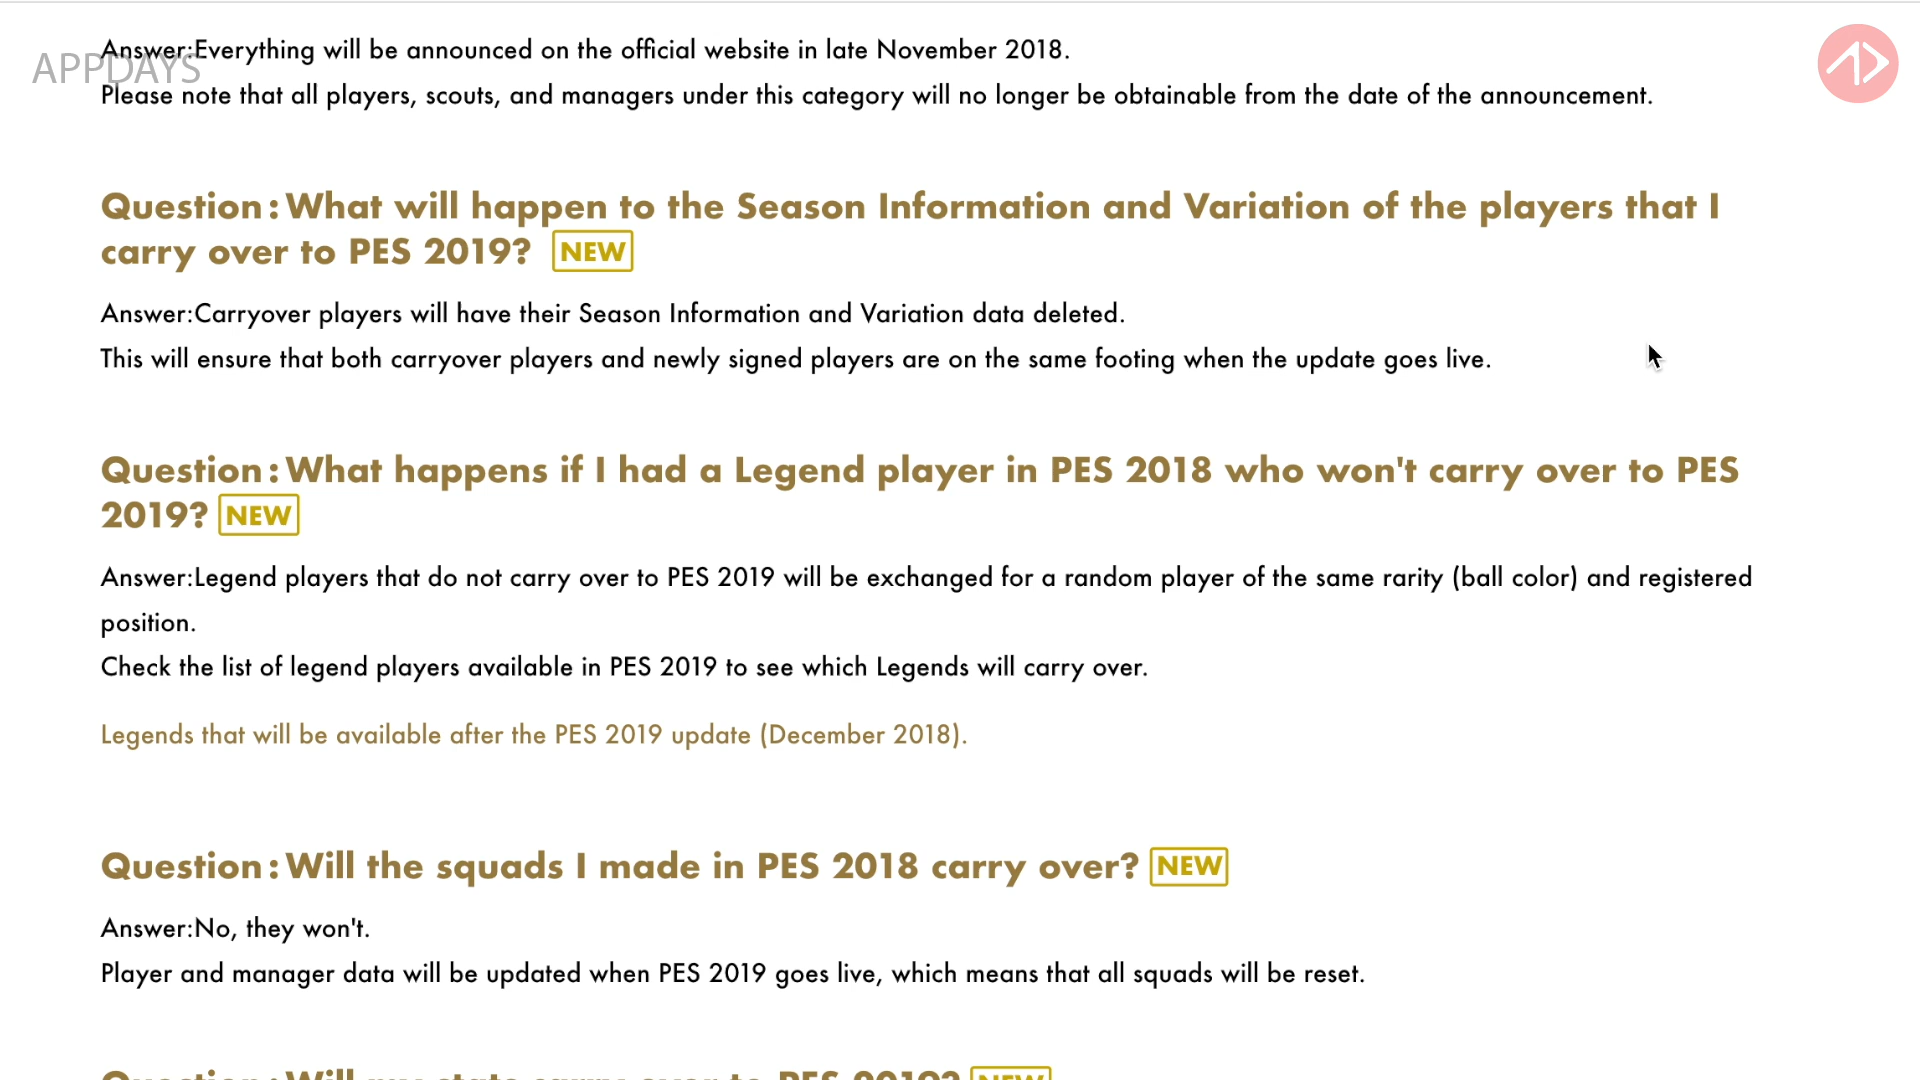 Answer:Everything will be announced on the official website in late November 2018.
APPDAYS
Please note that all players, scouts, and managers under this category will no longer be obtainable from the date of the announcement.
Question:What will happen to the Season Information and Variation of the players that I
carry over to PES 2019? NEW
Answer:Carryover players will have their Season Information and Variation data deleted.
This will ensure that both carryover players and newly signed players are on the same footing when the update goes live.
Question:What happens if I had a Legend player in PES 2018 who won't carry over to PES
2019? NEW
Answer:Legend players that do not carry over to PES 2019 will be exchanged for a random player of the same rarity (ball color) and registered
position.
Check the list of legend players available in PES 2019 to see which Legends will carry over.
Legends that will be available after the PES 2019 update (December 2018).
Question:Will the squads I made in PES 2018 carry over? NEW
Answer:No, they won't.
Player and manager data will be updated when PES 2019 goes live, which means that all squads will be reset.
Question:Will my stats carry over to PES 2019? NEW